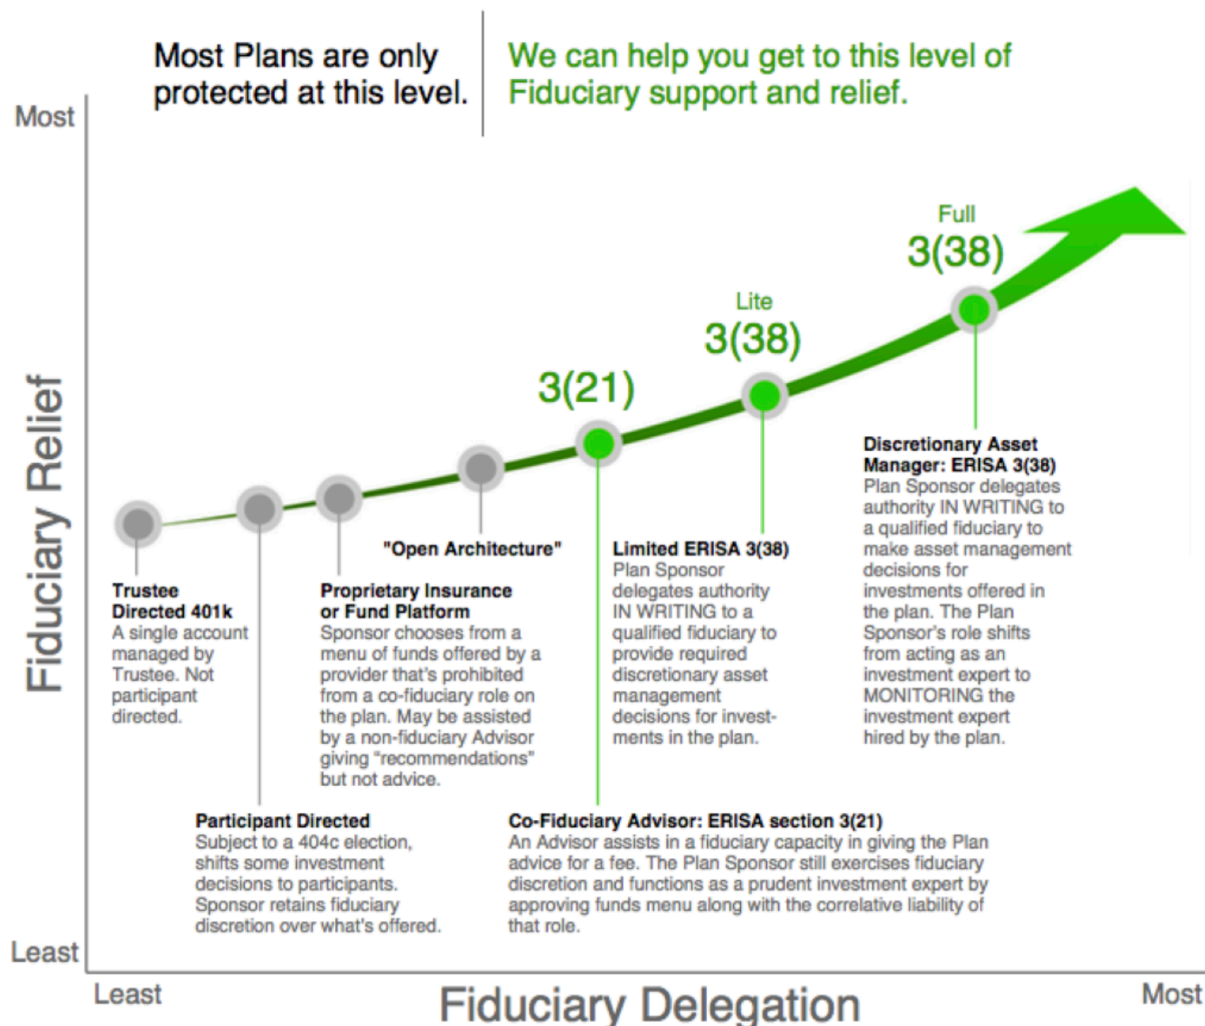 Most Plans are only
protected at this level.
We can help you get to this level of
Fiduciary support and relief.
Most
Fiduciary Relief
Least
Full
3(38)
Lite
3(38)
3(21)
Trustee
Directed 401k
A single account
managed by
Trustee. Not
participant
directed.
Participant Directed
Subject to a 404c election,
shifts some investment
decisions to participants.
Sponsor retains fiduciary
discretion over what's offered.
Proprietary Insurance
or Fund Platform
Sponsor chooses from a
menu of funds offered by a
provider that's prohibited
from a co-fiduciary role on
the plan. May be assisted
by a non-fiduciary Advisor
giving “recommendations”
but not advice.
"Open Architecture"
Co-Fiduciary Advisor: ERISA section 3(21)
An Advisor assists in a fiduciary capacity in giving the Plan
advice for a fee. The Plan Sponsor still exercises fiduciary
discretion and functions as a prudent investment expert by
approving funds menu along with the correlative liability of
that role.
Limited ERISA 3(38)
Plan Sponsor
delegates authority
IN WRITING to a
qualified fiduciary to
provide required
discretionary asset
management
decisions for invest-
ments in the plan.
Discretionary Asset
Manager: ERISA 3(38)
Plan Sponsor delegates
authority IN WRITING to
a qualified fiduciary to
make asset management
decisions for
investments offered in
the plan. The Plan
Sponsor's role shifts
from acting as an
investment expert to
MONITORING the
investment expert
hired by the plan.
Least
Fiduciary Delegation
Most